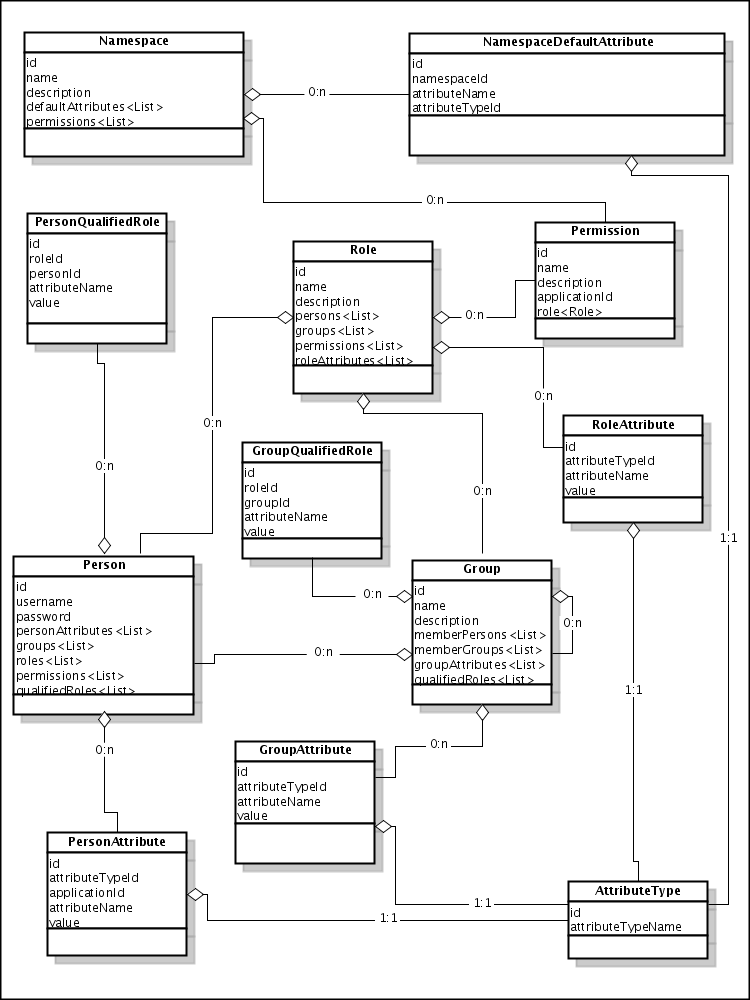 Namespace
id
name
description
defaultAttributes<List>
permissions<List>
NamespaceDefaultAttribute
id
namespaceId
attributeName
attributeTypeId
0:n
0:n
PersonQualifiedRole
id
roleId
personId
attributeName
value
Role
id
name
description
persons<List>
groups<List>
permissions<List>
roleAttributes<List>
Permission
id
name
description
applicationId
role<Role>
0:n
0:n
0:n
0:n
0:n
1:1
RoleAttribute
id
attributeTypeId
attributeName
value
GroupQualifiedRole
id
roleId
groupId
attributeName
value
Person
id
username
password
personAttributes<List>
groups<List>
roles<List>
permissions<List>
qualifiedRoles<List>
0:n
0:n
Group
id
name
description
memberPersons<List>
memberGroups<List>
groupAttributes<List>
qualifiedRoles<List>
0:n
1:1
0:n
0:n
GroupAttribute
id
attributeTypeId
attributeName
value
PersonAttribute
id
attributeTypeId
applicationId
attributeName
value
1:1
1:1
AttributeType
id
attributeTypeName